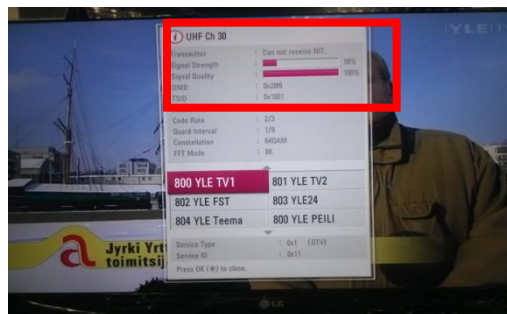 YLE
UHF Ch 30
Transmitter : Can not receive NIT.
Signal Strength : 10%
Signal Quality : 100%
ONID : 0x20f6
TSID : 0x1001
Code Rate : 2/3
Guard Interval : 1/8
Constellation : 64QAM
FFT Mode : 8K
800 YLE TV1 801 YLE TV2
802 YLE FST 803 YLE24
804 YLE Teema 800 YLE PEILI
Service Type : 0x1 (DTV)
Service ID : 0x11
Press OK (◉) to close.
Jyrki Yrt
toimitsij
LG